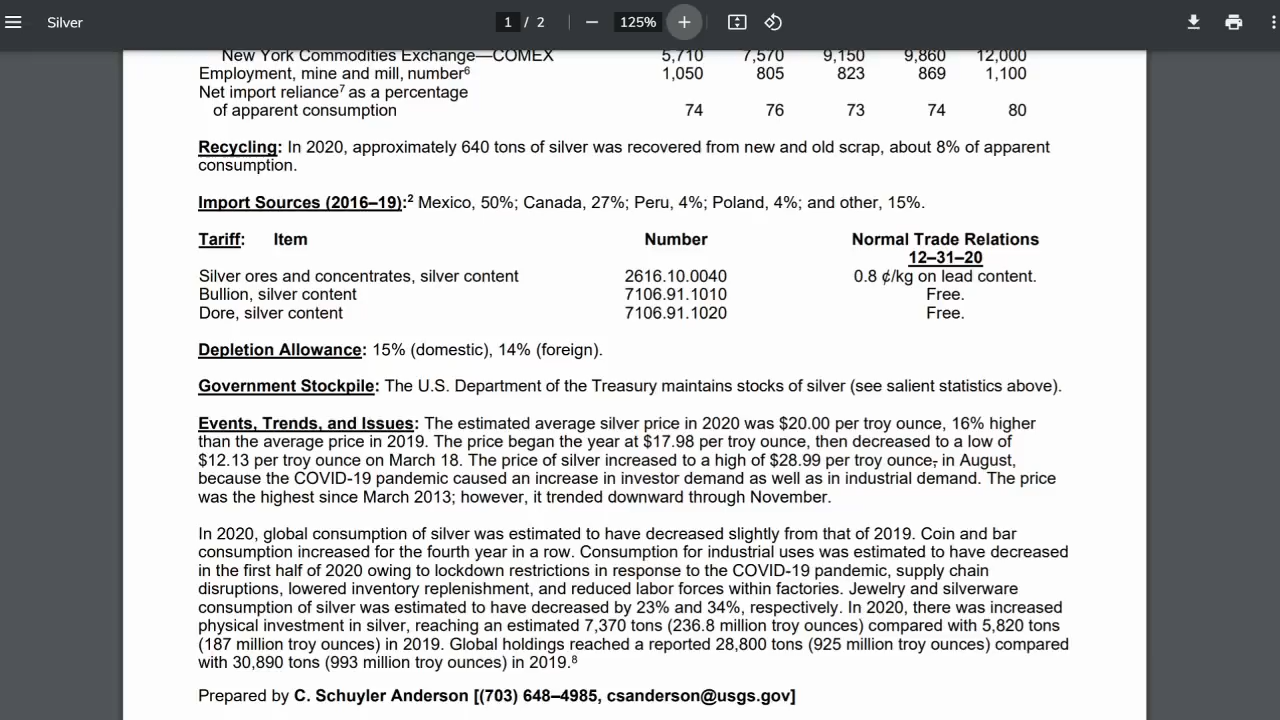 Silver
1 / 2
125%
New York Commodities Exchange—COMEX 5,710 7,570 9,150 9,860 12,000
Employment, mine and mill, number⁶ 1,050 805 823 869 1,100
Net import reliance⁷ as a percentage
of apparent consumption 74 76 73 74 80
Recycling: In 2020, approximately 640 tons of silver was recovered from new and old scrap, about 8% of apparent
consumption.
Import Sources (2016–19):² Mexico, 50%; Canada, 27%; Peru, 4%; Poland, 4%; and other, 15%.
Tariff: Item Number Normal Trade Relations
12–31–20
Silver ores and concentrates, silver content 2616.10.0040 0.8 ¢/kg on lead content.
Bullion, silver content 7106.91.1010 Free.
Dore, silver content 7106.91.1020 Free.
Depletion Allowance: 15% (domestic), 14% (foreign).
Government Stockpile: The U.S. Department of the Treasury maintains stocks of silver (see salient statistics above).
Events, Trends, and Issues: The estimated average silver price in 2020 was $20.00 per troy ounce, 16% higher
than the average price in 2019. The price began the year at $17.98 per troy ounce, then decreased to a low of
$12.13 per troy ounce on March 18. The price of silver increased to a high of $28.99 per troy ounce, in August,
because the COVID-19 pandemic caused an increase in investor demand as well as in industrial demand. The price
was the highest since March 2013; however, it trended downward through November.
In 2020, global consumption of silver was estimated to have decreased slightly from that of 2019. Coin and bar
consumption increased for the fourth year in a row. Consumption for industrial uses was estimated to have decreased
in the first half of 2020 owing to lockdown restrictions in response to the COVID-19 pandemic, supply chain
disruptions, lowered inventory replenishment, and reduced labor forces within factories. Jewelry and silverware
consumption of silver was estimated to have decreased by 23% and 34%, respectively. In 2020, there was increased
physical investment in silver, reaching an estimated 7,370 tons (236.8 million troy ounces) compared with 5,820 tons
(187 million troy ounces) in 2019. Global holdings reached a reported 28,800 tons (925 million troy ounces) compared
with 30,890 tons (993 million troy ounces) in 2019.⁸
Prepared by C. Schuyler Anderson [(703) 648–4985, csanderson@usgs.gov]